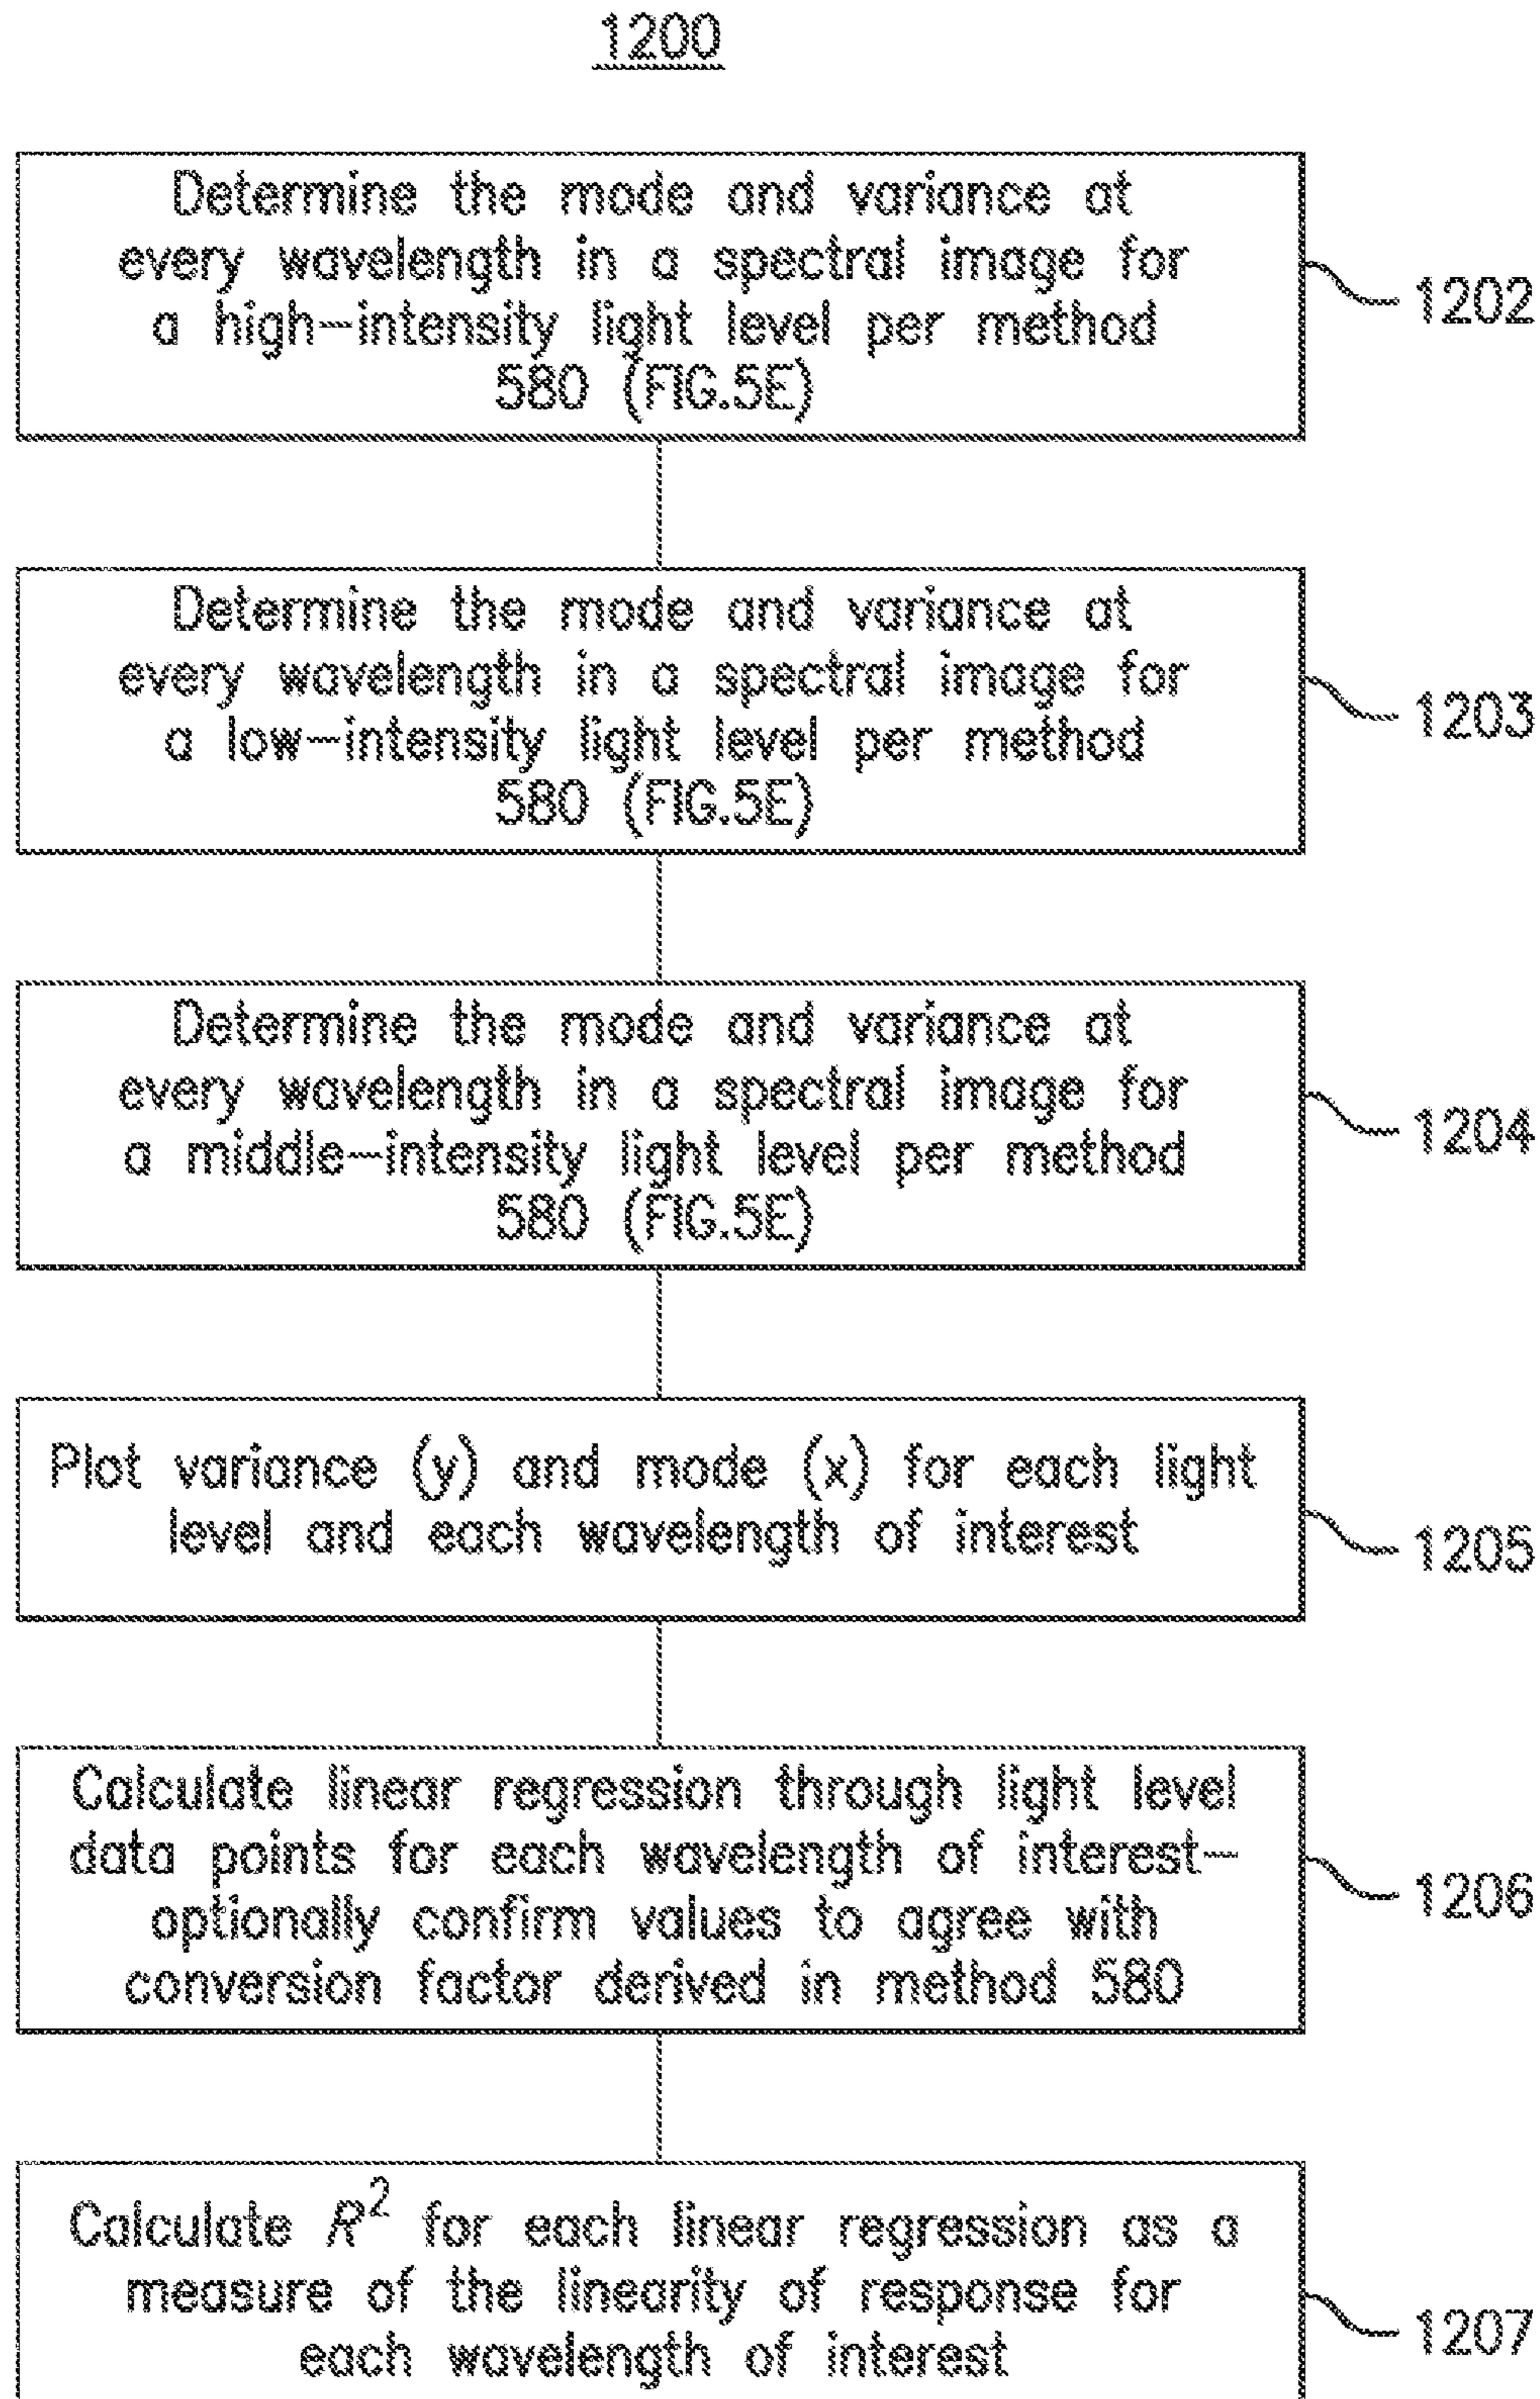 1200
Determine the mode and variance at
every wavelength in a spectral image for
a high–intensity light level per method
580 (FIG.5E)
1202
Determine the mode and variance at
every wavelength in a spectral image for
a low–intensity light level per method
580 (FIG.5E)
1203
Determine the mode and variance at
every wavelength in a spectral image for
a middle–intensity light level per method
580 (FIG.5E)
1204
Plot variance (y) and mode (x) for each light
level and each wavelength of interest
1205
Calculate linear regression through light level
data points for each wavelength of interest–
optionally confirm values to agree with
conversion factor derived in method 580
1206
Calculate R² for each linear regression as a
measure of the linearity of response for
each wavelength of interest
1207